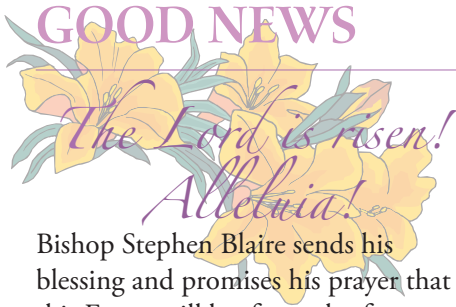 GOOD NEWS
The Lord is risen!
Alleluia!
Bishop Stephen Blaire sends his
blessing and promises his prayer that